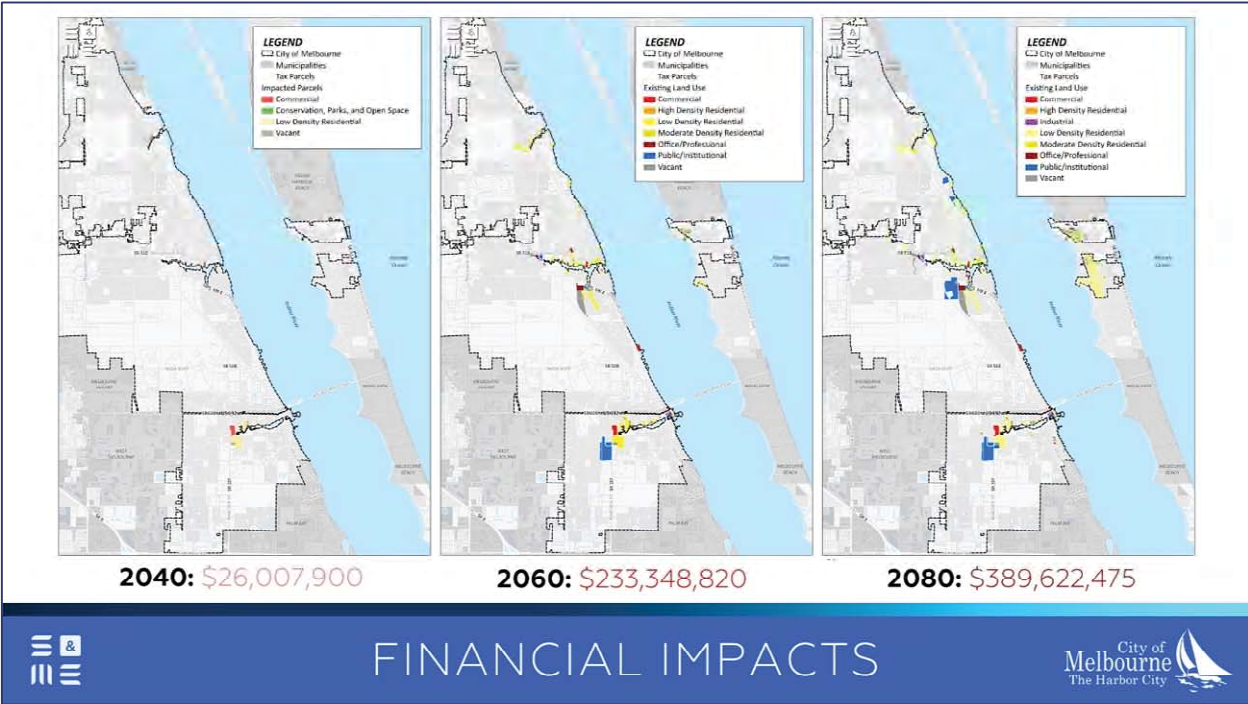 LEGEND
City of Melbourne
Municipalities
Tax Parcels
Impacted Parcels
Commercial
Conservation, Parks, and Open Space
Low Density Residential
Vacant
LEGEND
City of Melbourne
Municipalities
Tax Parcels
Existing Land Use
Commercial
High Density Residential
Low Density Residential
Moderate Density Residential
Office/Professional
Public/Institutional
Vacant
LEGEND
City of Melbourne
Municipalities
Tax Parcels
Existing Land Use
Commercial
High Density Residential
Industrial
Low Density Residential
Moderate Density Residential
Office/Professional
Public/Institutional
Vacant
2040: $26,007,900
2060: $233,348,820
2080: $389,622,475
&
FINANCIAL IMPACTS
City of
Melbourne
The Harbor City